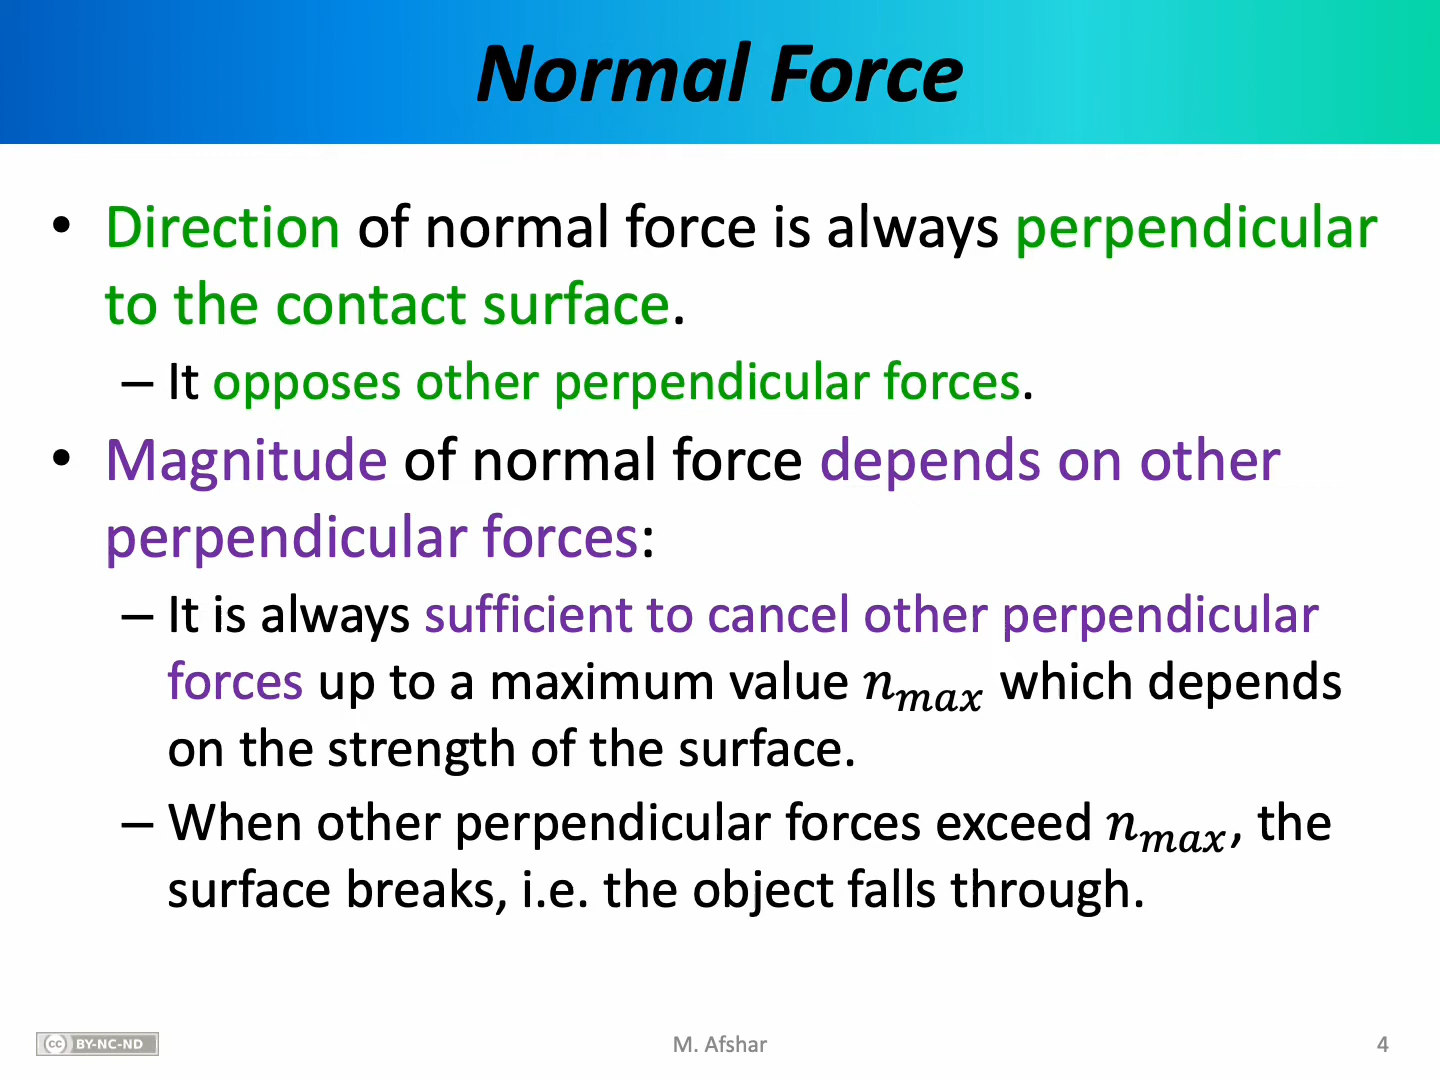 Normal Force
• Direction of normal force is always perpendicular
to the contact surface.
– It opposes other perpendicular forces.
• Magnitude of normal force depends on other
perpendicular forces:
– It is always sufficient to cancel other perpendicular
forces up to a maximum value n_max which depends
on the strength of the surface.
– When other perpendicular forces exceed n_max, the
surface breaks, i.e. the object falls through.
cc BY-NC-ND
M. Afshar
4